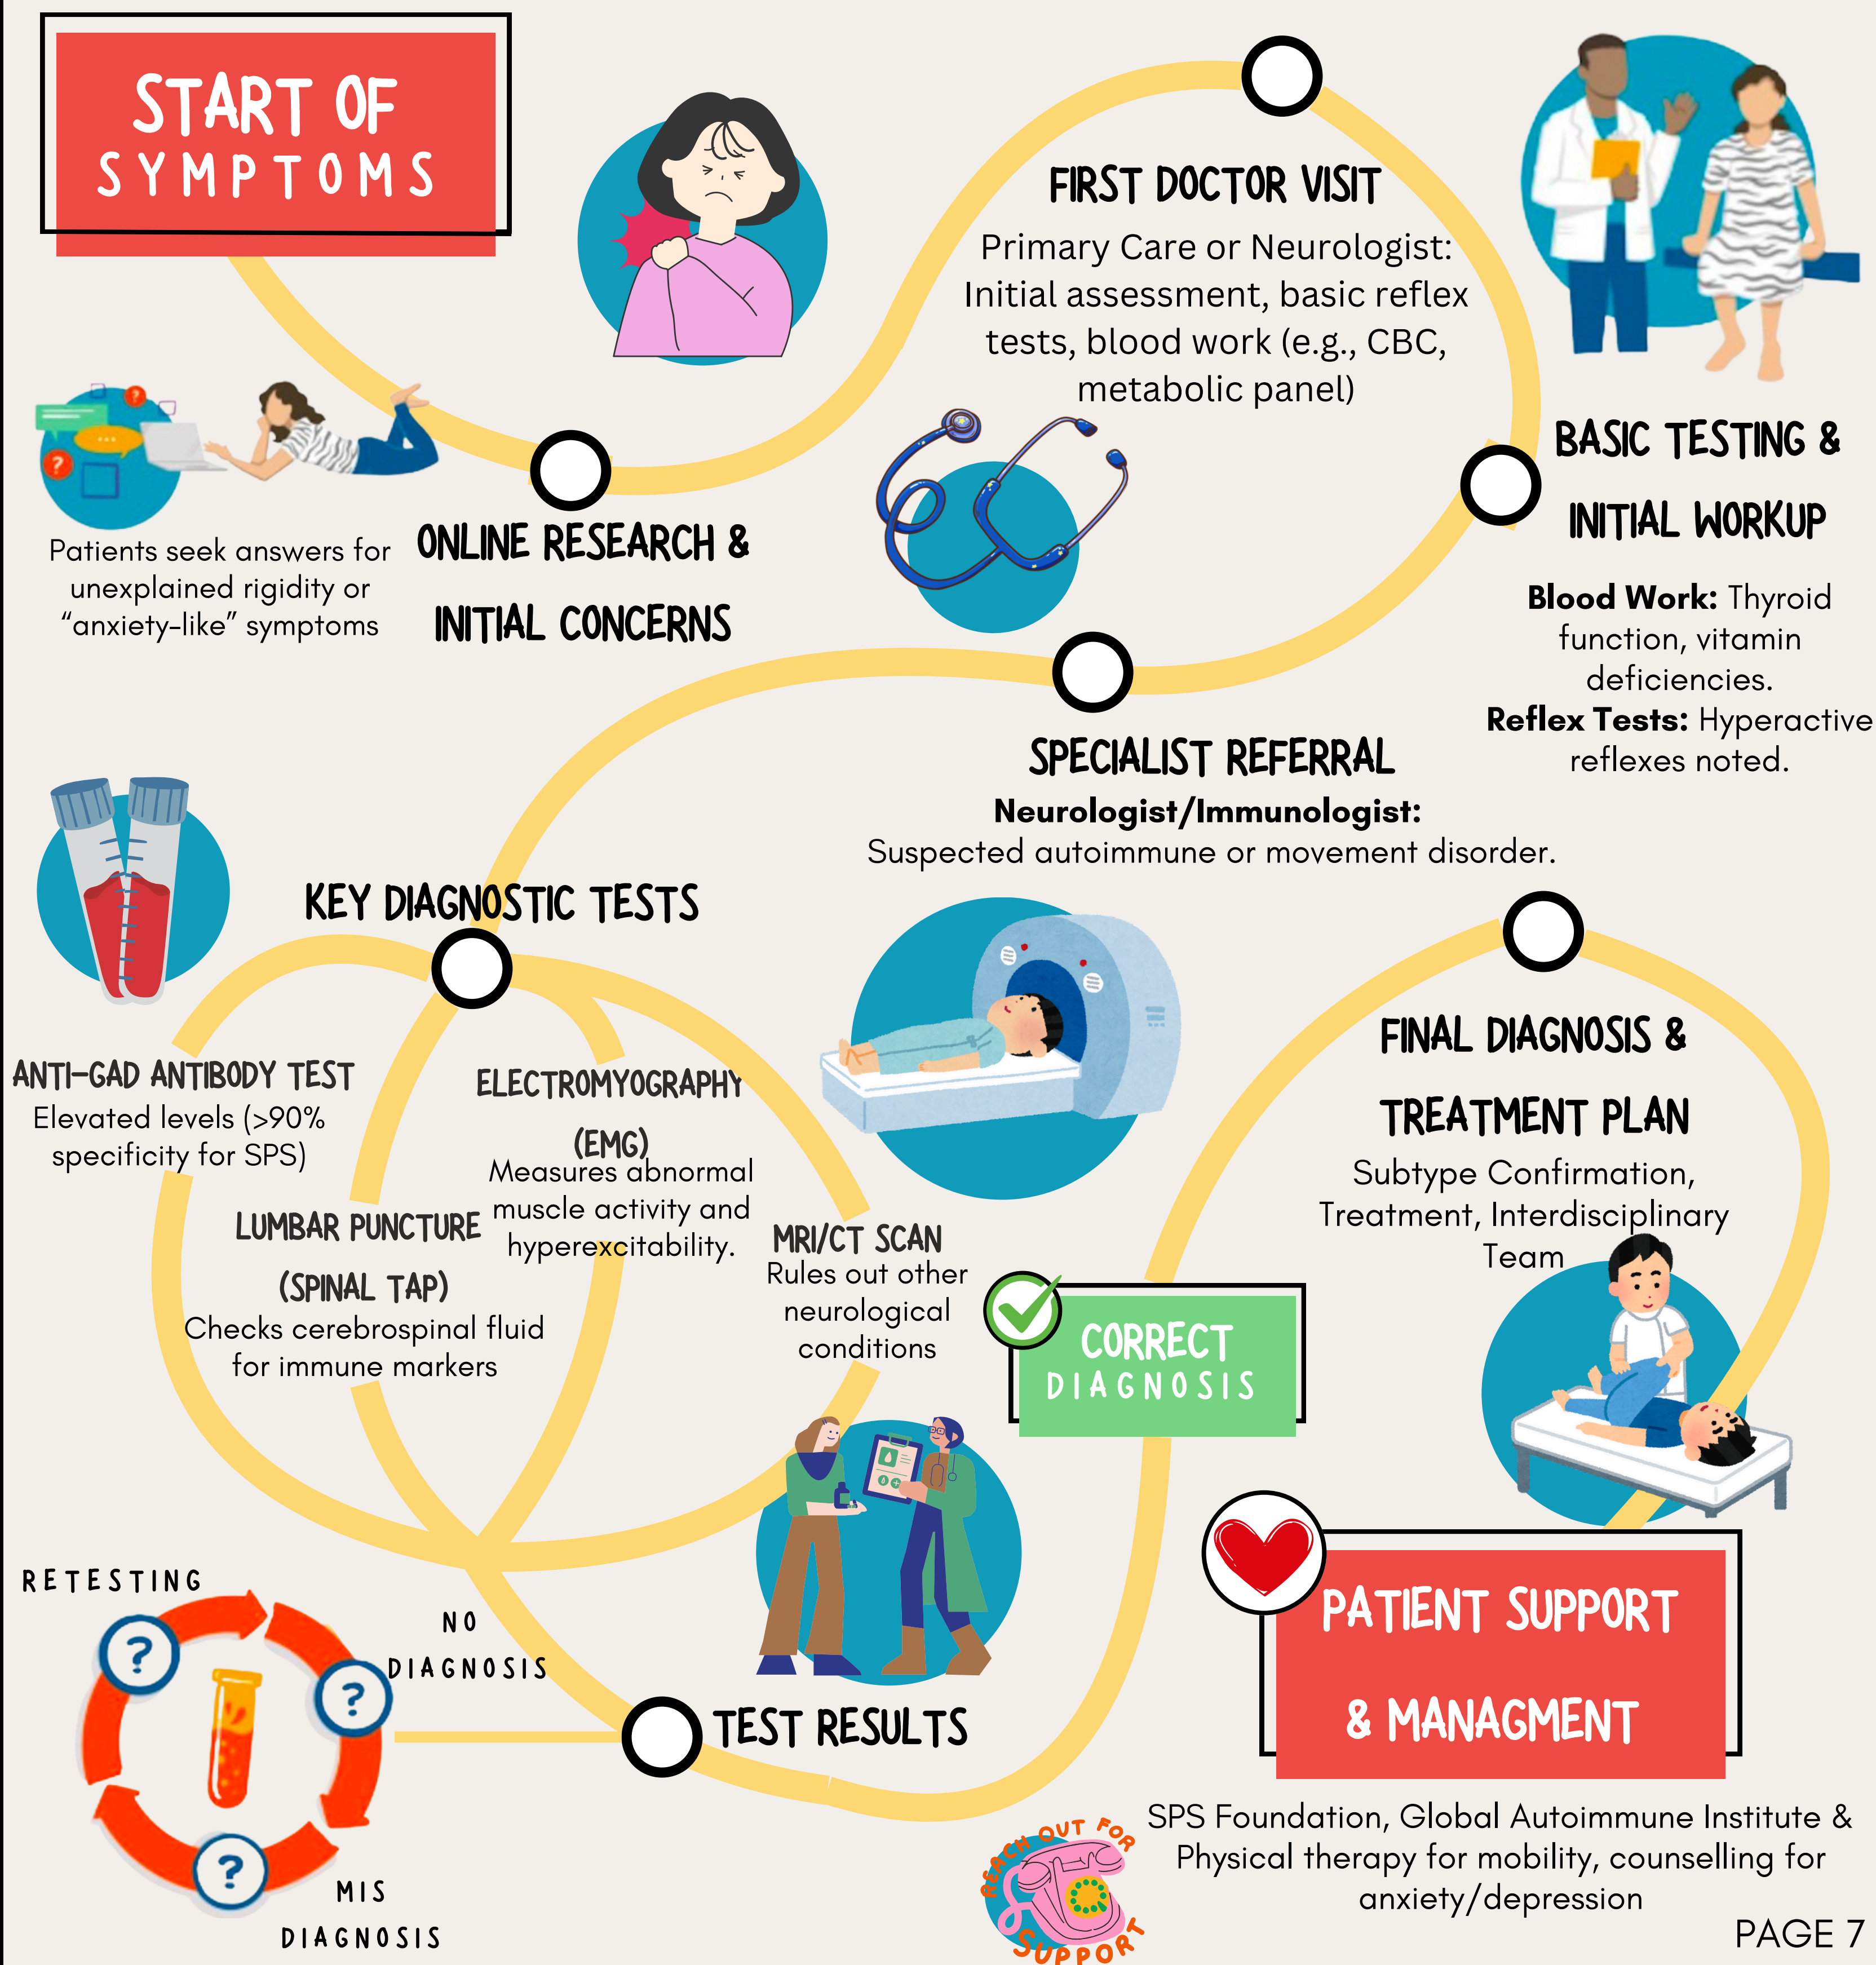 START OF
SYMPTOMS
FIRST DOCTOR VISIT
Primary Care or Neurologist:
Initial assessment, basic reflex
tests, blood work (e.g., CBC,
metabolic panel)
Patients seek answers for
unexplained rigidity or
“anxiety-like” symptoms
ONLINE RESEARCH &
INITIAL CONCERNS
BASIC TESTING &
INITIAL WORKUP
Blood Work: Thyroid
function, vitamin
deficiencies.
Reflex Tests: Hyperactive
reflexes noted.
SPECIALIST REFERRAL
Neurologist/Immunologist:
Suspected autoimmune or movement disorder.
KEY DIAGNOSTIC TESTS
ANTI-GAD ANTIBODY TEST
Elevated levels (>90%
specificity for SPS)
LUMBAR PUNCTURE
(SPINAL TAP)
Checks cerebrospinal fluid
for immune markers
ELECTROMYOGRAPHY
(EMG)
Measures abnormal
muscle activity and
hyperexcitability.
MRI/CT SCAN
Rules out other
neurological
conditions
FINAL DIAGNOSIS &
TREATMENT PLAN
Subtype Confirmation,
Treatment, Interdisciplinary
Team
CORRECT
DIAGNOSIS
RETESTING
?
?
?
NO
DIAGNOSIS
MIS
DIAGNOSIS
TEST RESULTS
PATIENT SUPPORT
& MANAGMENT
SPS Foundation, Global Autoimmune Institute &
Physical therapy for mobility, counselling for
anxiety/depression
REACH OUT FOR
SUPPORT
PAGE 7